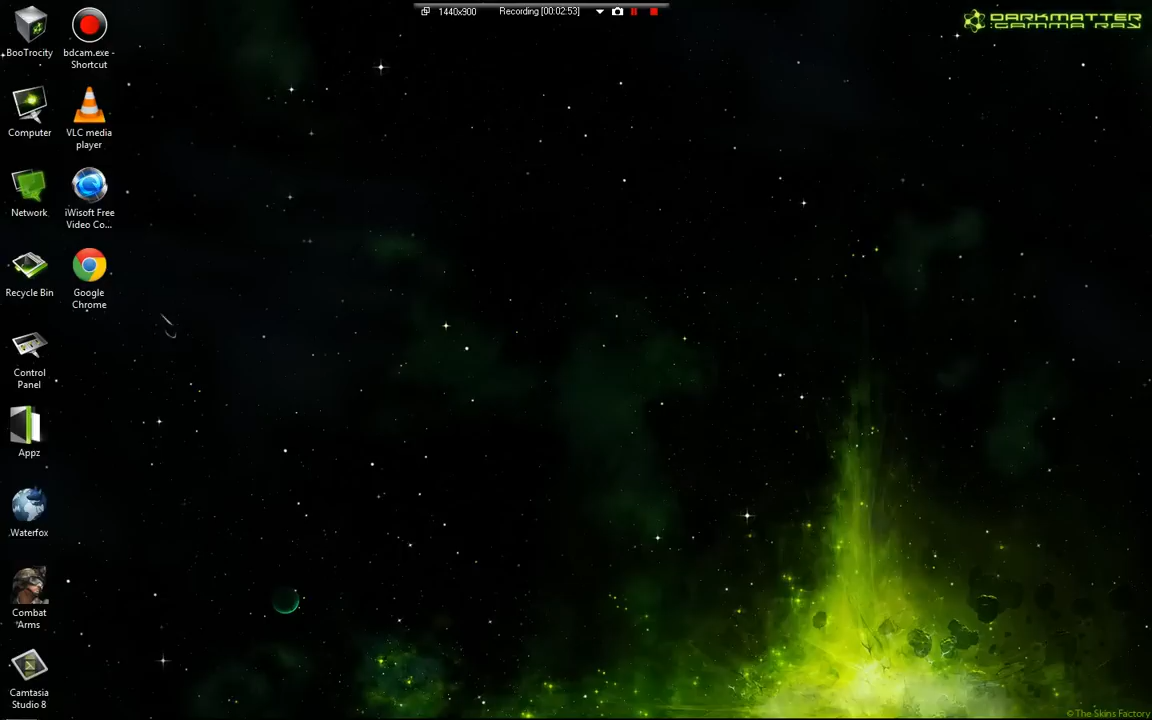 1440x900 Recording [00:02:53]
DARKMATTER
GAMMA RAY
BooTrocity
bdcam.exe -
Shortcut
Computer
VLC media
player
Network
iWisoft Free
Video Co...
Recycle Bin
Google
Chrome
Control
Panel
Appz
Waterfox
Combat
Arms
Camtasia
Studio 8
© The Skins Factory